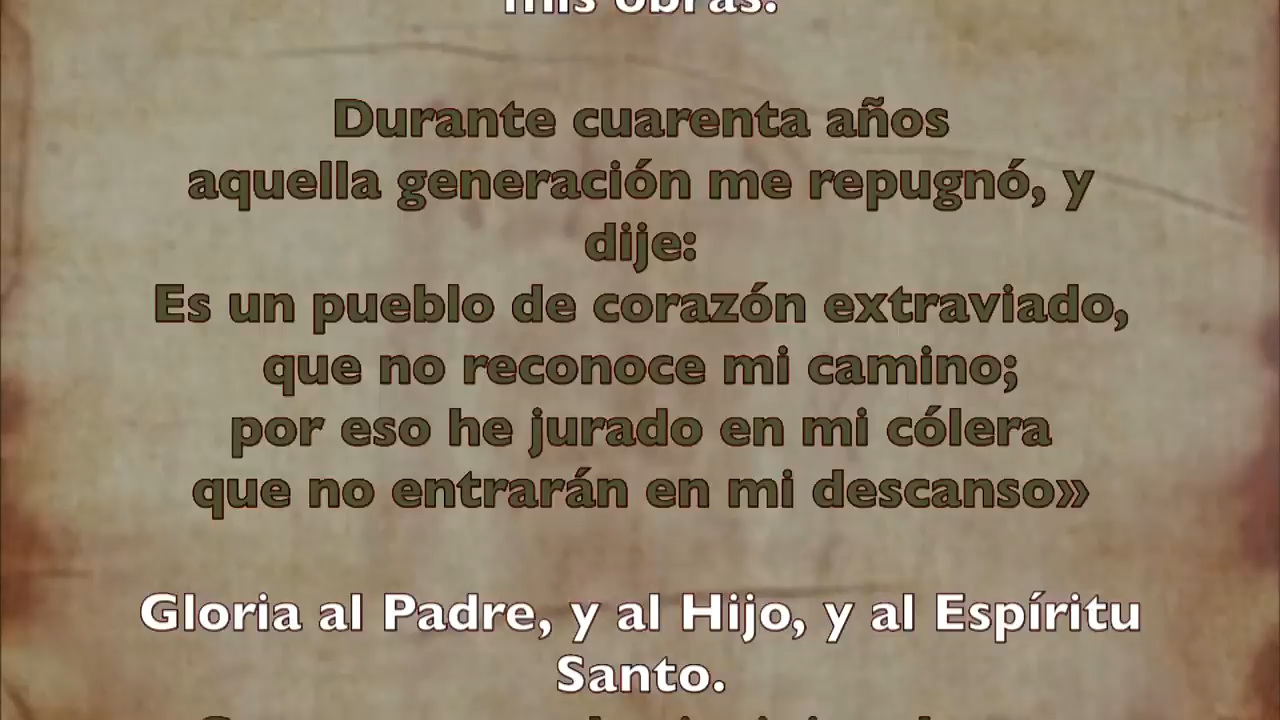 mis obras.
Durante cuarenta años
aquella generación me repugnó, y
dije:
Es un pueblo de corazón extraviado,
que no reconoce mi camino;
por eso he jurado en mi cólera
que no entrarán en mi descanso»
Gloria al Padre, y al Hijo, y al Espíritu
Santo.